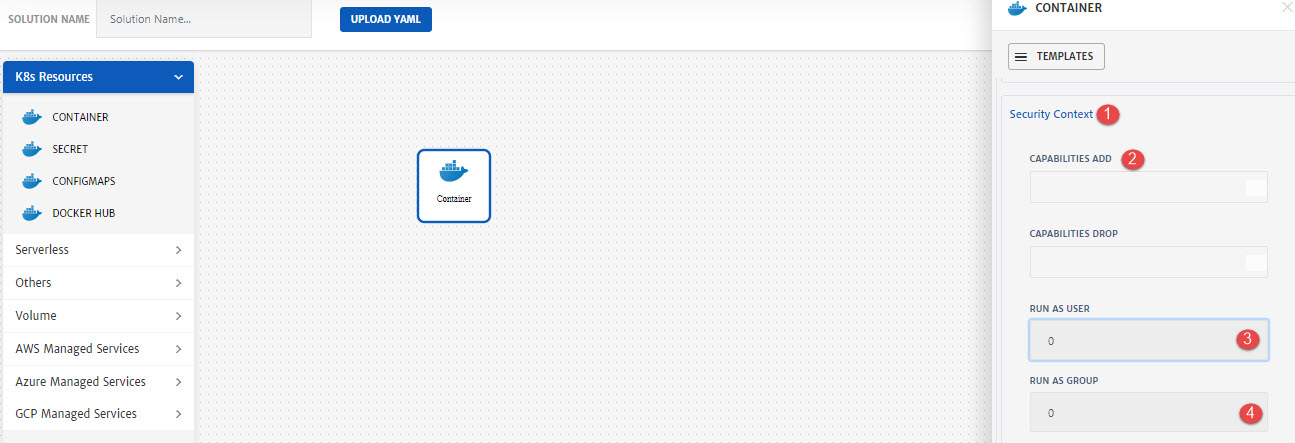 SOLUTION NAME
Solution Name...
UPLOAD YAML
K8s Resources
CONTAINER
SECRET
CONFIGMAPS
DOCKER HUB
Serverless
Others
Volume
AWS Managed Services
Azure Managed Services
GCP Managed Services
Container
CONTAINER
TEMPLATES
Security Context 1
CAPABILITIES ADD 2
CAPABILITIES DROP
RUN AS USER
0 3
RUN AS GROUP
0 4